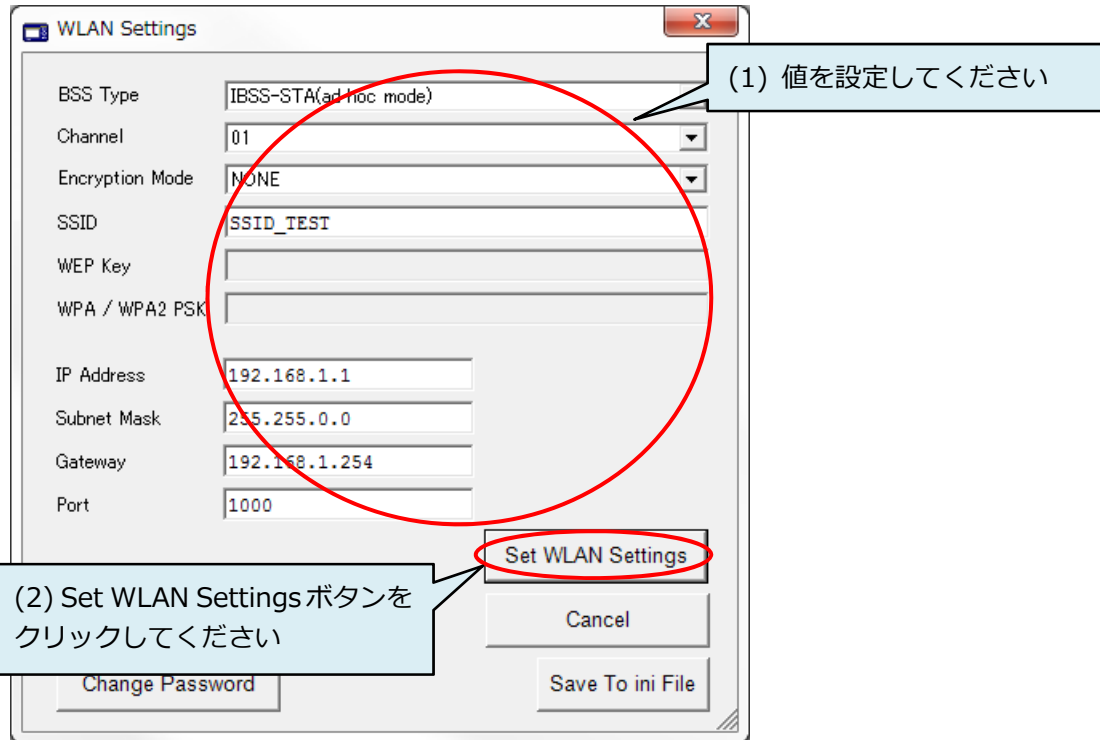 WLAN Settings
(1) 値を設定してください
BSS Type
IBSS-STA(ad-hoc mode)
Channel
01
Encryption Mode
NONE
SSID
SSID_TEST
WEP Key
WPA / WPA2 PSK
IP Address
192.168.1.1
Subnet Mask
255.255.0.0
Gateway
192.168.1.254
Port
1000
Set WLAN Settings
(2) Set WLAN Settingsボタンを
クリックしてください
Cancel
Change Password
Save To ini File